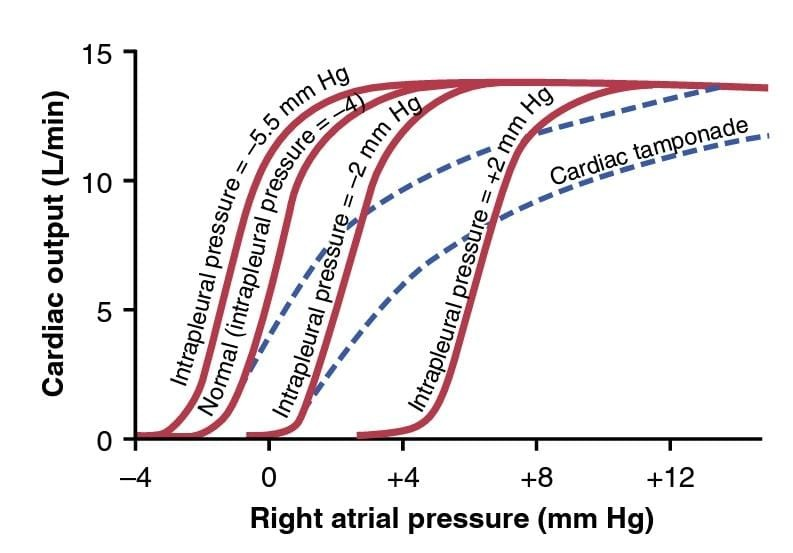 15
10
5
0
Cardiac output (L/min)
Intrapleural pressure = –5.5 mm Hg
Normal (intrapleural pressure = –4)
Intrapleural pressure = –2 mm Hg
Intrapleural pressure = +2 mm Hg
Cardiac tamponade
–4 0 +4 +8 +12
Right atrial pressure (mm Hg)